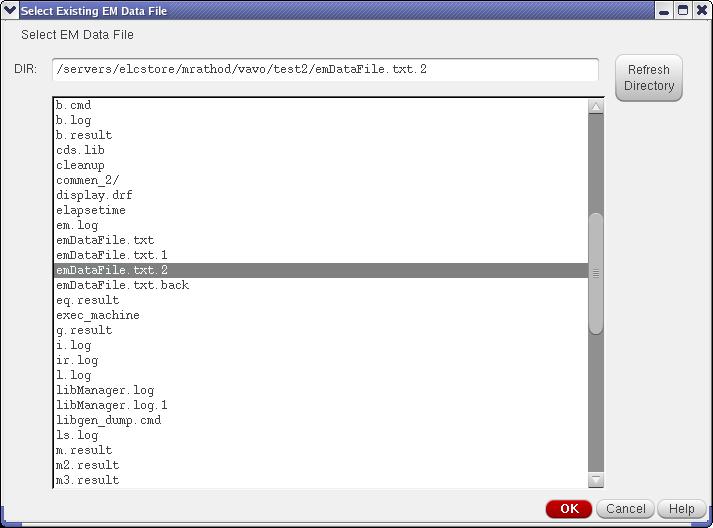 Select Existing EM Data File
Select EM Data File
DIR: /servers/elcstore/mrathod/vavo/test2/emDataFile.txt.2
Refresh
Directory
b.cmd
b.log
b.result
cds.lib
cleanup
commen_2/
display.drf
elapsetime
em.log
emDataFile.txt
emDataFile.txt.1
emDataFile.txt.2
emDataFile.txt.back
eq.result
exec_machine
g.result
i.log
ir.log
l.log
libManager.log
libManager.log.1
libgen_dump.cmd
ls.log
m.result
m2.result
m3.result
OK Cancel Help